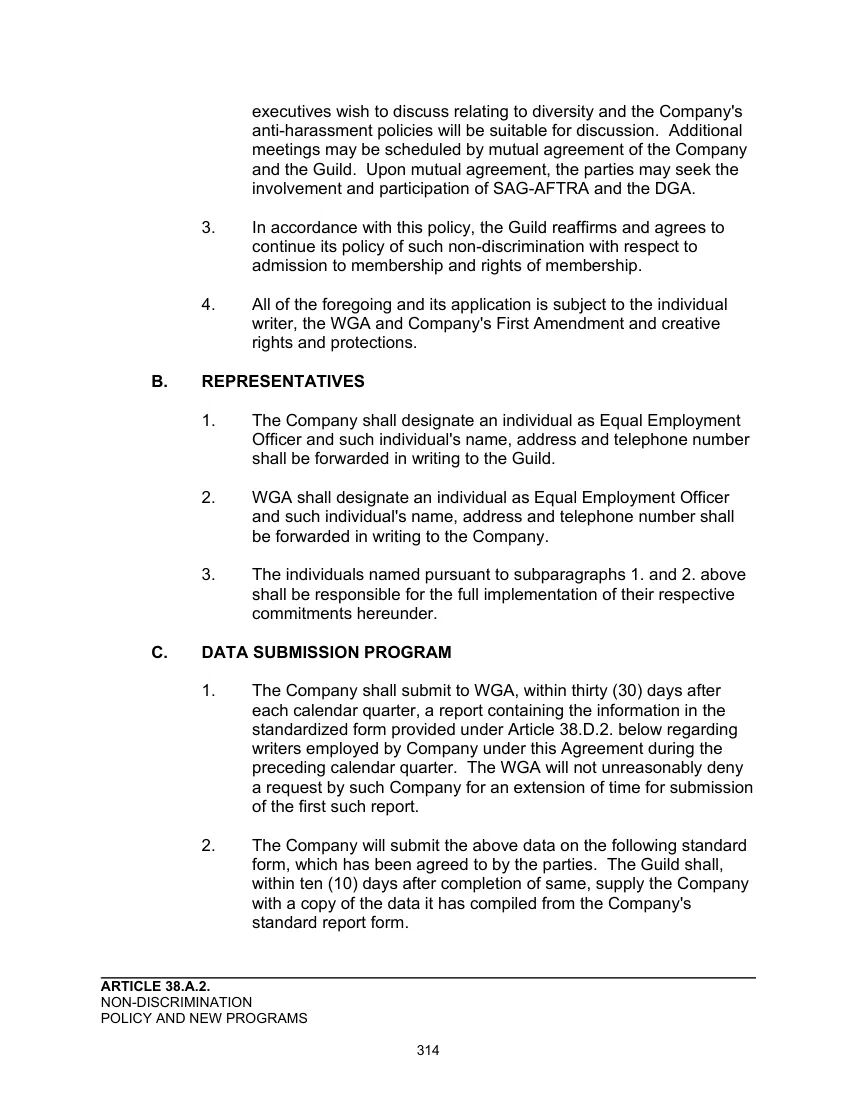 executives wish to discuss relating to diversity and the Company's
anti-harassment policies will be suitable for discussion.  Additional
meetings may be scheduled by mutual agreement of the Company
and the Guild.  Upon mutual agreement, the parties may seek the
involvement and participation of SAG-AFTRA and the DGA.
3. In accordance with this policy, the Guild reaffirms and agrees to
continue its policy of such non-discrimination with respect to
admission to membership and rights of membership.
4. All of the foregoing and its application is subject to the individual
writer, the WGA and Company's First Amendment and creative
rights and protections.
B. REPRESENTATIVES
1. The Company shall designate an individual as Equal Employment
Officer and such individual's name, address and telephone number
shall be forwarded in writing to the Guild.
2. WGA shall designate an individual as Equal Employment Officer
and such individual's name, address and telephone number shall
be forwarded in writing to the Company.
3. The individuals named pursuant to subparagraphs 1. and 2. above
shall be responsible for the full implementation of their respective
commitments hereunder.
C. DATA SUBMISSION PROGRAM
1. The Company shall submit to WGA, within thirty (30) days after
each calendar quarter, a report containing the information in the
standardized form provided under Article 38.D.2. below regarding
writers employed by Company under this Agreement during the
preceding calendar quarter.  The WGA will not unreasonably deny
a request by such Company for an extension of time for submission
of the first such report.
2. The Company will submit the above data on the following standard
form, which has been agreed to by the parties.  The Guild shall,
within ten (10) days after completion of same, supply the Company
with a copy of the data it has compiled from the Company's
standard report form.
ARTICLE 38.A.2.
NON-DISCRIMINATION
POLICY AND NEW PROGRAMS
314